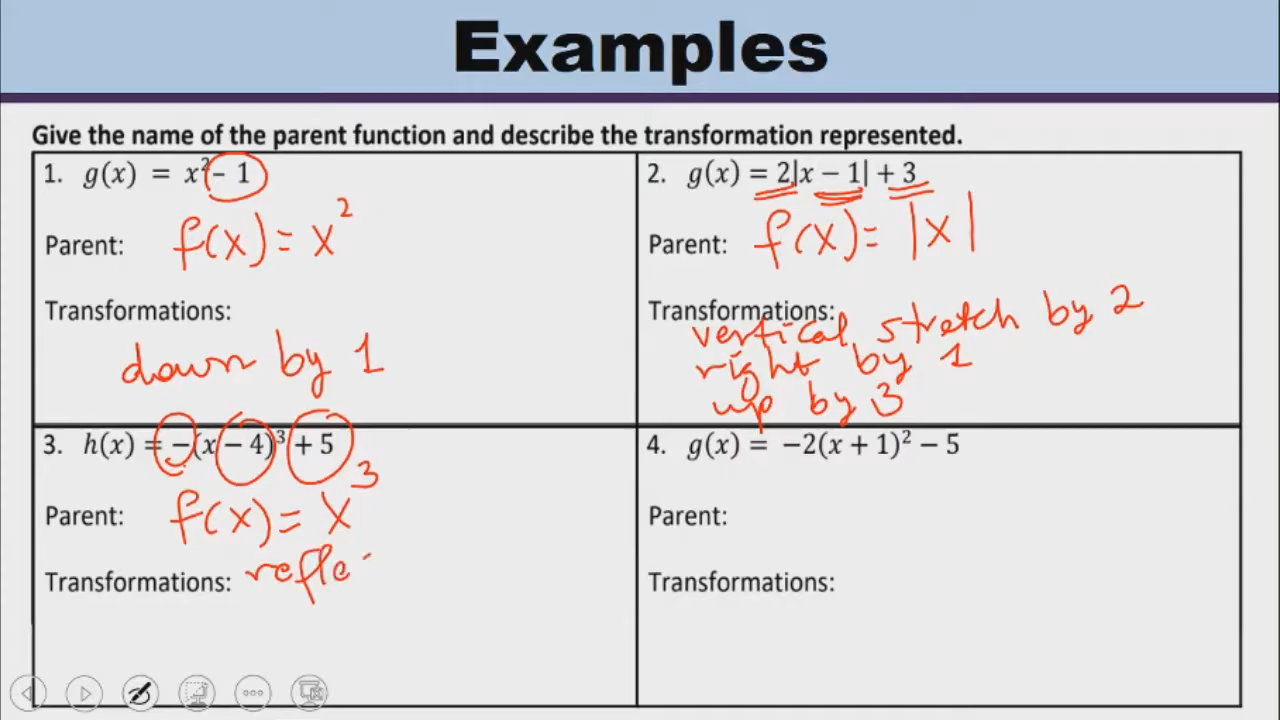 Examples
Give the name of the parent function and describe the transformation represented.
1. g(x) = x² – 1
Parent: f(x) = x²
Transformations:
down by 1
2. g(x) = 2|x − 1| + 3
Parent: f(x) = |x|
Transformations:
vertical stretch by 2
right by 1
up by 3
3. h(x) = −(x − 4)³ + 5
Parent: f(x) = x³
Transformations: refle
4. g(x) = −2(x + 1)² − 5
Parent:
Transformations: